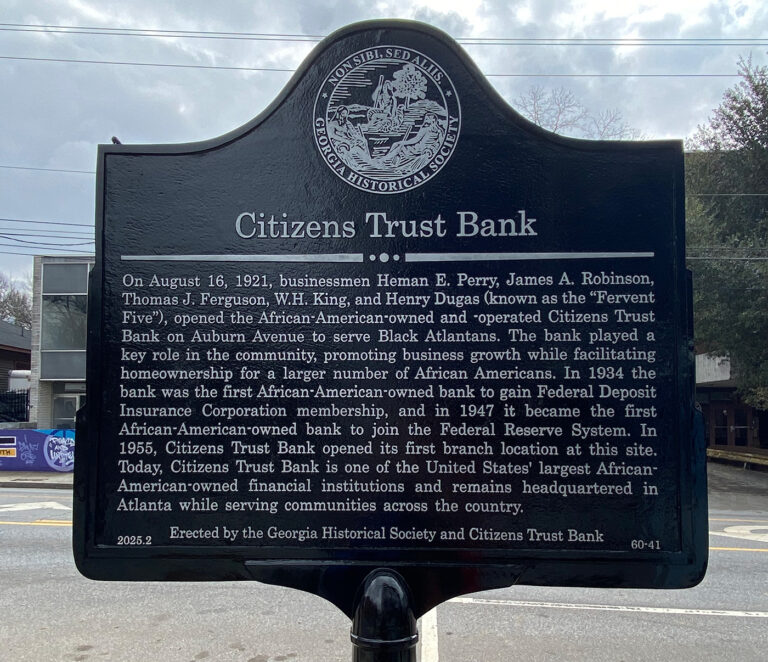 NON SIBI, SED ALIIS.
GEORGIA HISTORICAL SOCIETY
Citizens Trust Bank
On August 16, 1921, businessmen Heman E. Perry, James A. Robinson,
Thomas J. Ferguson, W.H. King, and Henry Dugas (known as the “Fervent
Five”), opened the African-American-owned and -operated Citizens Trust
Bank on Auburn Avenue to serve Black Atlantans. The bank played a
key role in the community, promoting business growth while facilitating
homeownership for a larger number of African Americans. In 1934 the
bank was the first African-American-owned bank to gain Federal Deposit
Insurance Corporation membership, and in 1947 it became the first
African-American-owned bank to join the Federal Reserve System. In
1955, Citizens Trust Bank opened its first branch location at this site.
Today, Citizens Trust Bank is one of the United States' largest African-
American-owned financial institutions and remains headquartered in
Atlanta while serving communities across the country.
Erected by the Georgia Historical Society and Citizens Trust Bank
2025.2
60-41